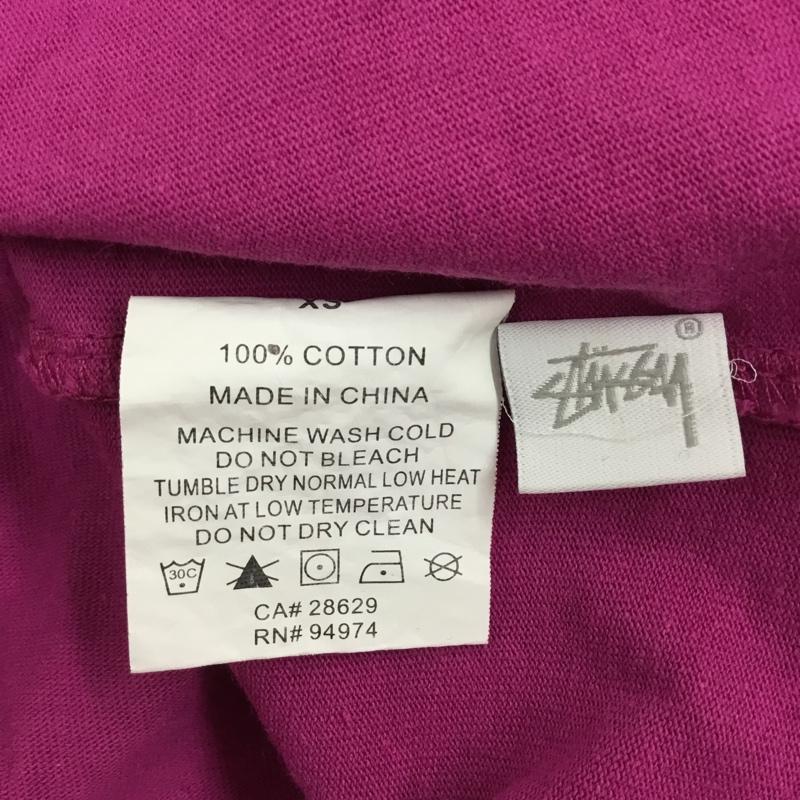 XS
100% COTTON
MADE IN CHINA
MACHINE WASH COLD
DO NOT BLEACH
TUMBLE DRY NORMAL LOW HEAT
IRON AT LOW TEMPERATURE
DO NOT DRY CLEAN
30C
CA# 28629
RN# 94974
STÜSSY ®